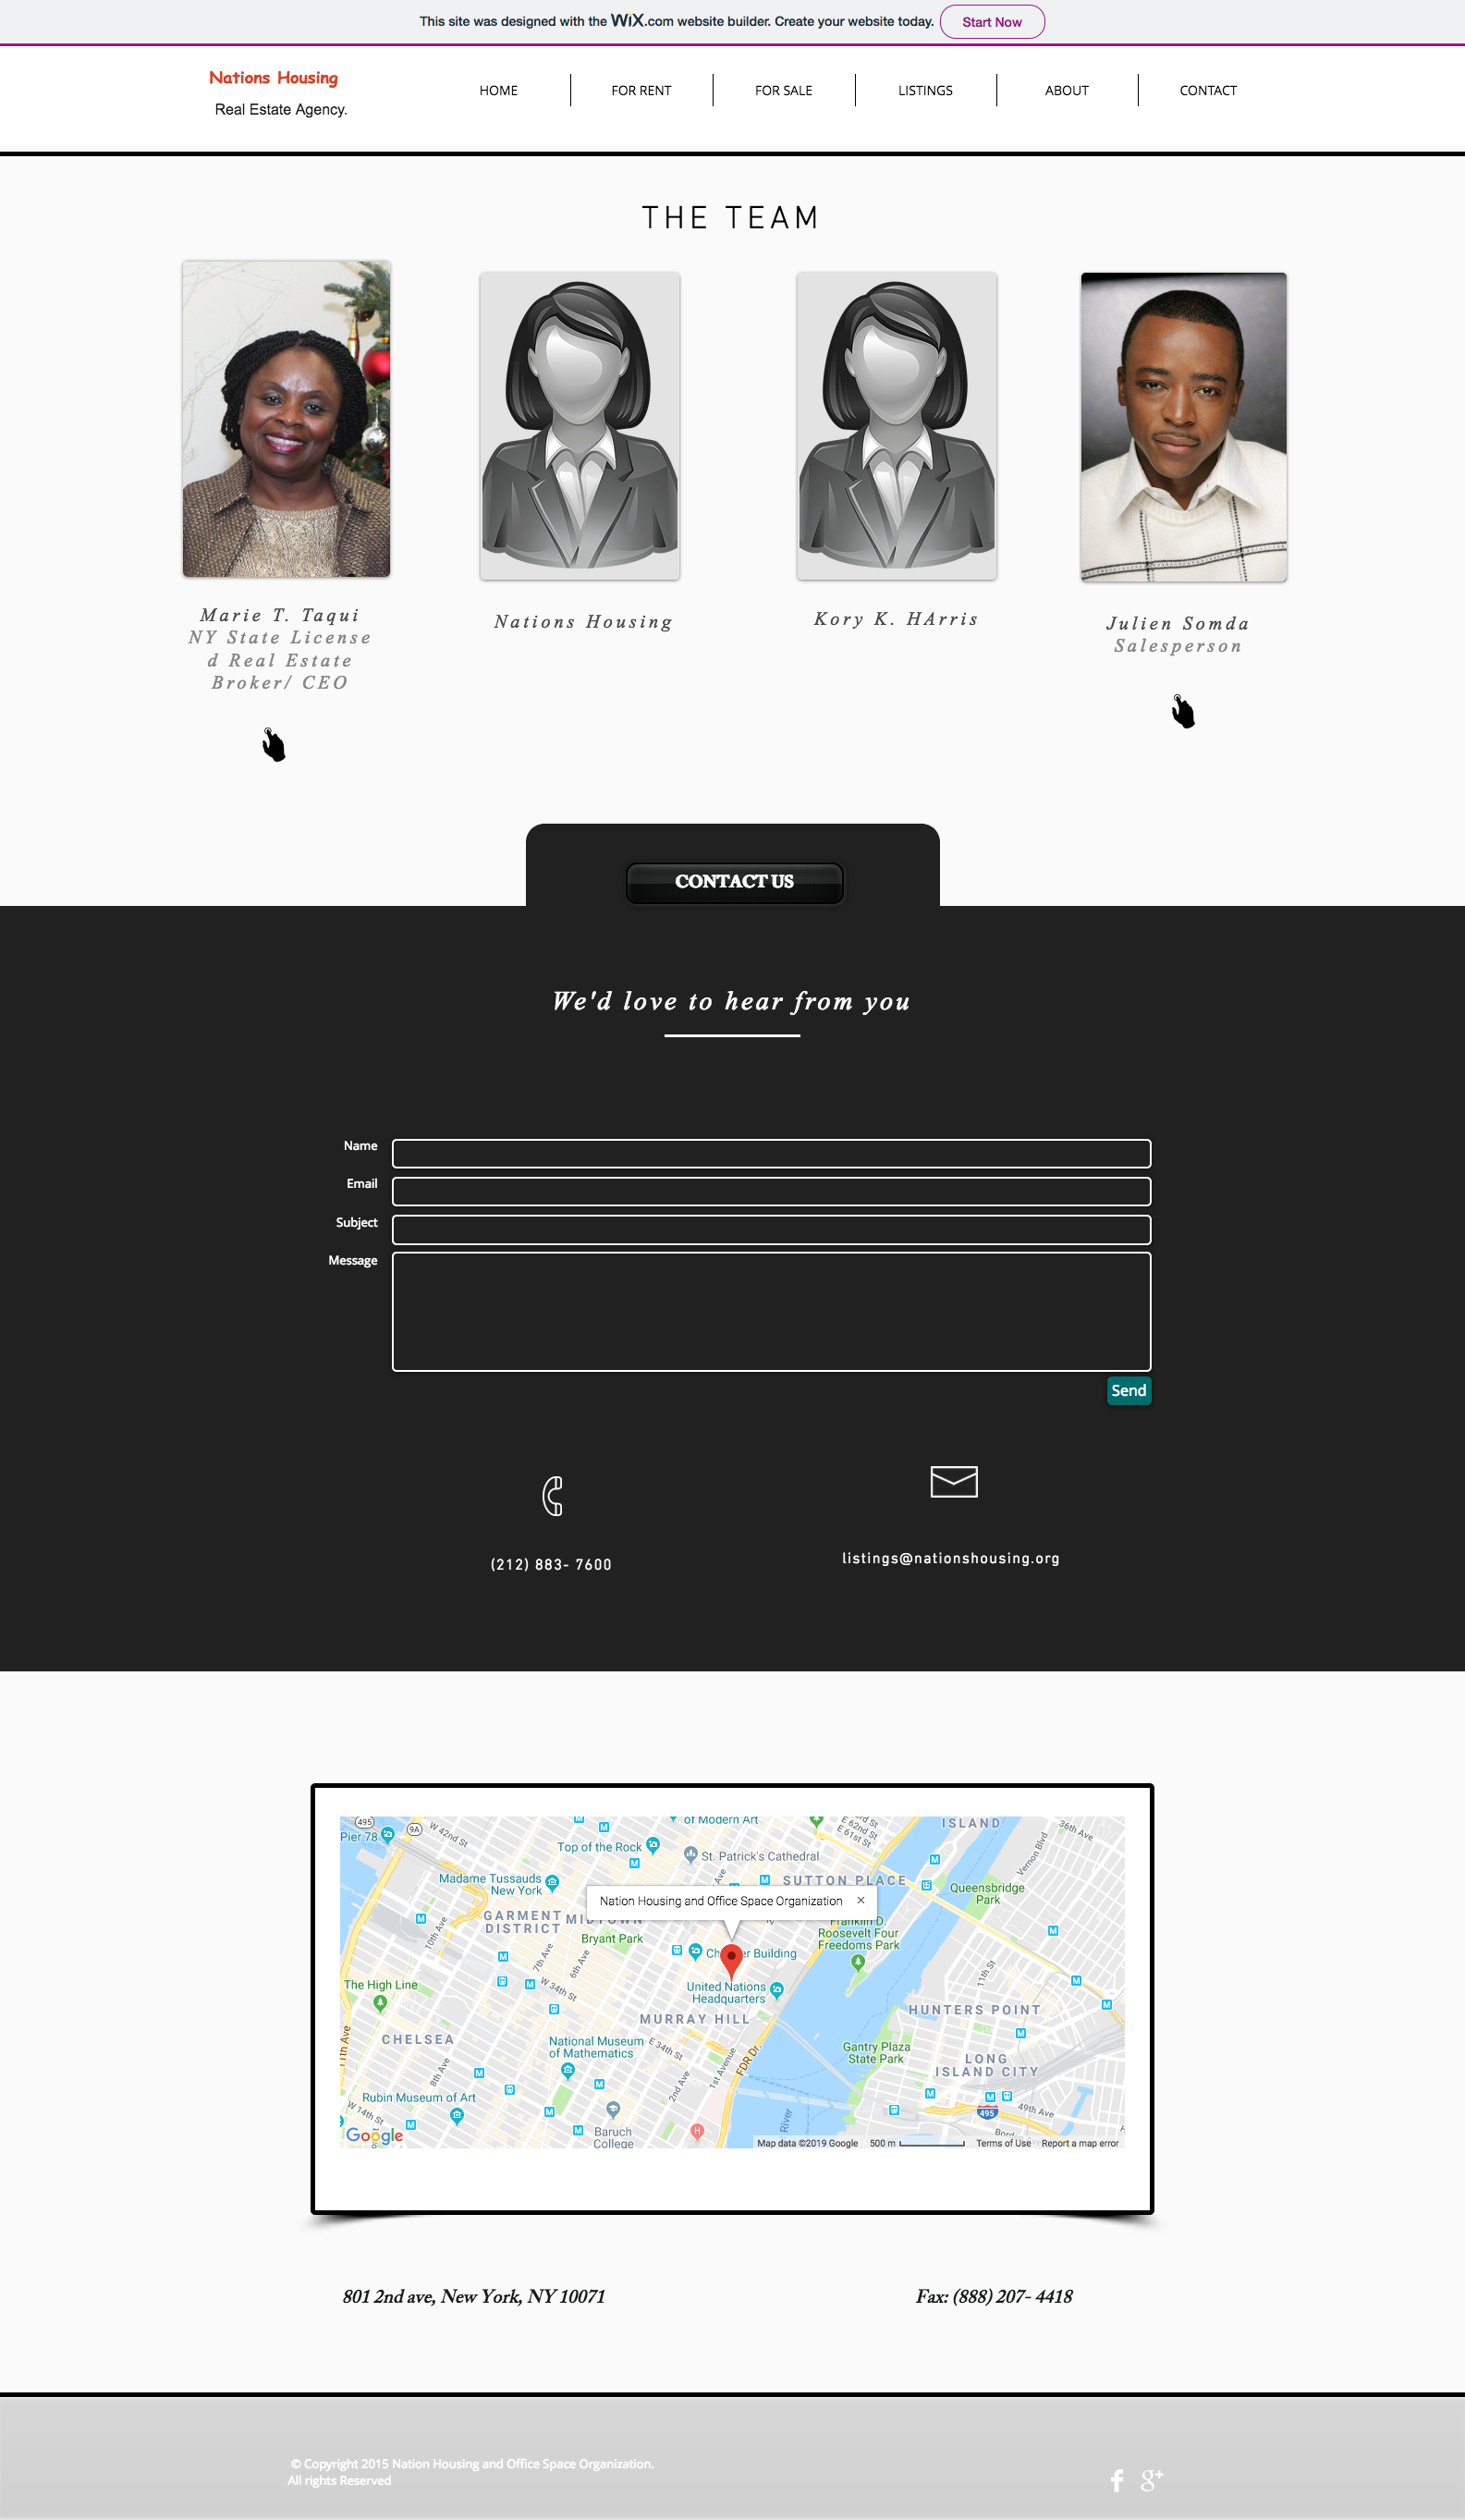 This site was designed with the WiX.com website builder. Create your website today. Start Now
Nations Housing
Real Estate Agency.
HOME
FOR RENT
FOR SALE
LISTINGS
ABOUT
CONTACT
THE TEAM
Marie T. Taqui
NY State License
d Real Estate
Broker/ CEO
Nations Housing
Kory K. HArris
Julien Somda
Salesperson
CONTACT US
We'd love to hear from you
Name
Email
Subject
Message
Send
(212) 883- 7600
listings@nationshousing.org
495
9A
Pier 78
W 42nd St
of Modern Art
Top of the Rock
St. Patrick's Cathedral
E 62nd St
E 61st St
ISLAND
36th Ave
Vernon Blvd
Madame Tussauds
New York
SUTTON PLACE
Queensbridge
Park
Nation Housing and Office Space Organization
GARMENT
DISTRICT
MIDTOWN
Bryant Park
10th Ave
7th Ave
6th Ave
Franklin D.
Roosevelt Four
Freedoms Park
Building
The High Line
W 34th St
United Nations
Headquarters
11th St
MURRAY HILL
HUNTERS POINT
CHELSEA
National Museum
of Mathematics
E 34th St
FDR Dr.
Gantry Plaza
State Park
LONG
ISLAND CITY
8th Ave
2nd Ave
1st Avenue
Rubin Museum of Art
W 14th St
River
495
49th Ave
Google
Baruch
College
Map data ©2019 Google
500 m
Terms of Use
Report a map error
801 2nd ave, New York, NY 10071
Fax: (888) 207- 4418
© Copyright 2015 Nation Housing and Office Space Organization.
All rights Reserved